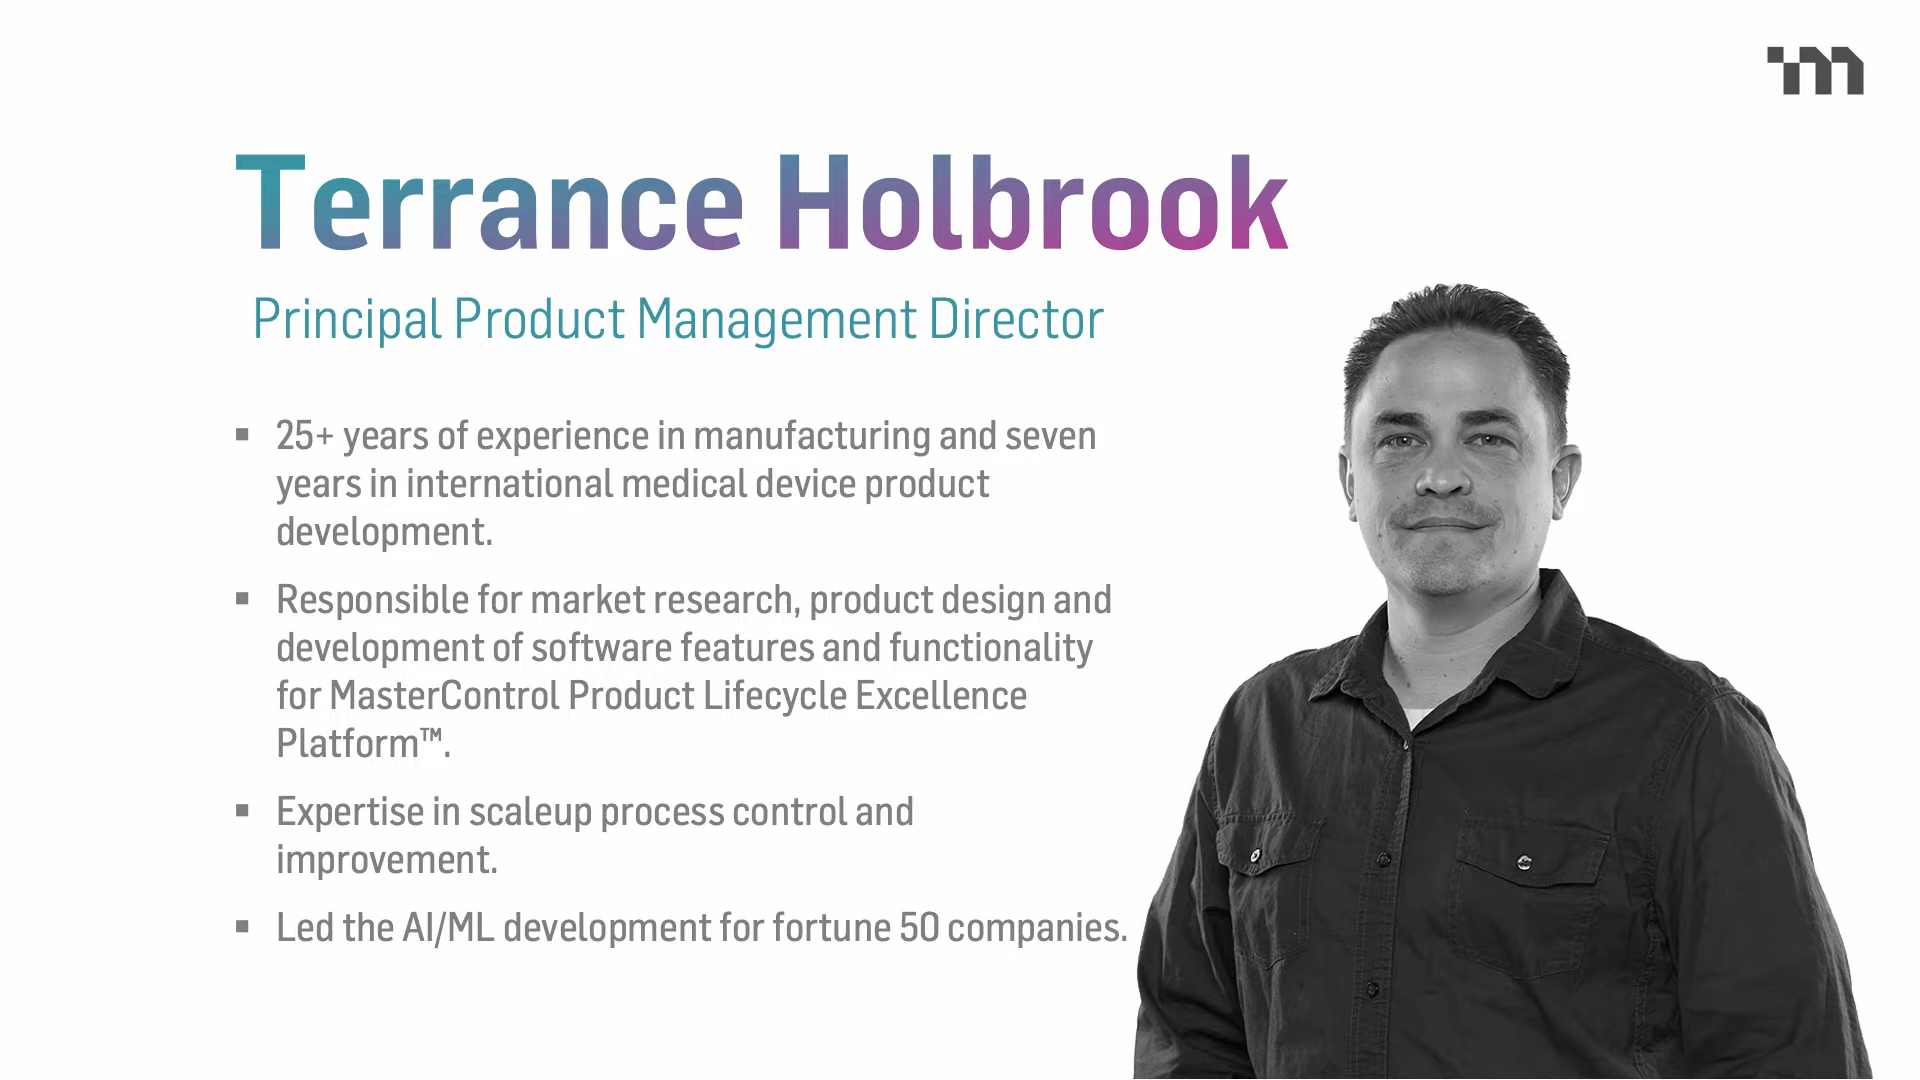 Terrance Holbrook
Principal Product Management Director
▪ 25+ years of experience in manufacturing and seven
years in international medical device product
development.
▪ Responsible for market research, product design and
development of software features and functionality
for MasterControl Product Lifecycle Excellence
Platform™.
▪ Expertise in scaleup process control and
improvement.
▪ Led the AI/ML development for fortune 50 companies.